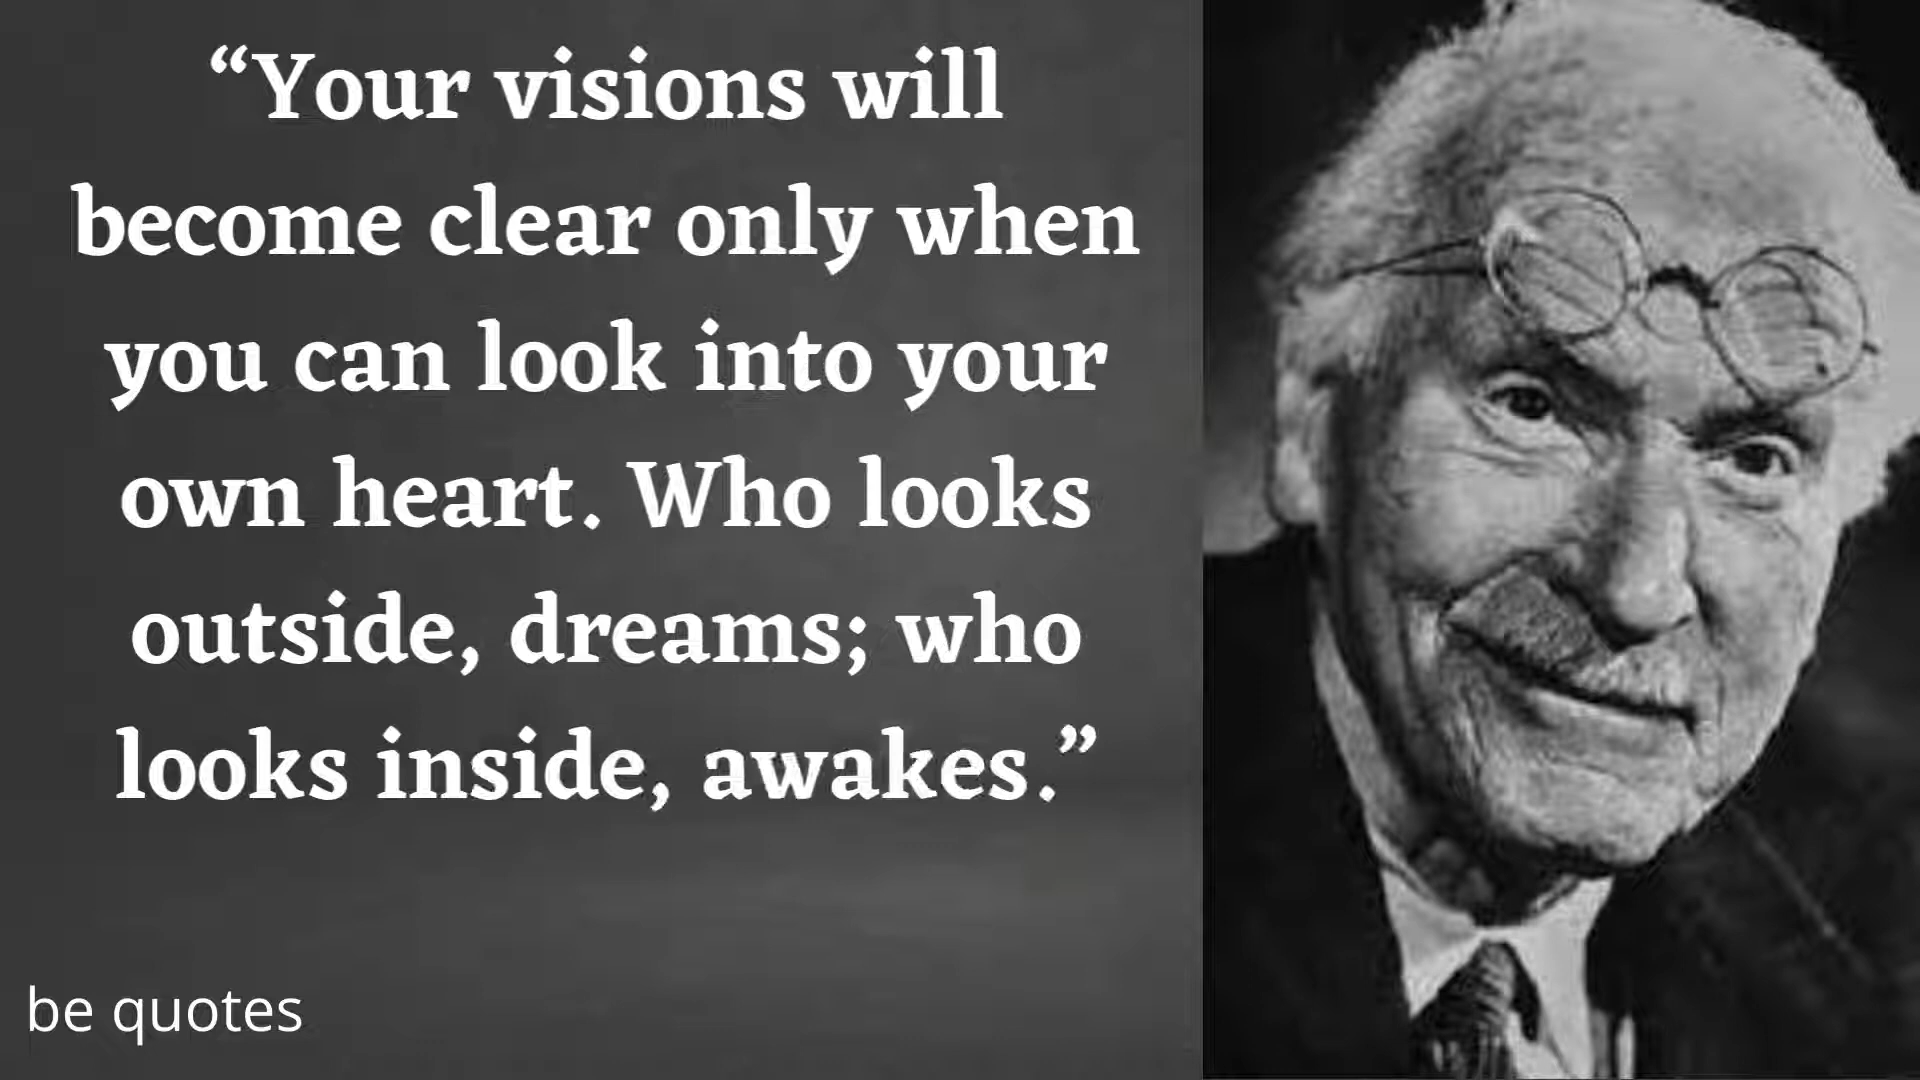 “Your visions will
become clear only when
you can look into your
own heart. Who looks
outside, dreams; who
looks inside, awakes.”
be quotes